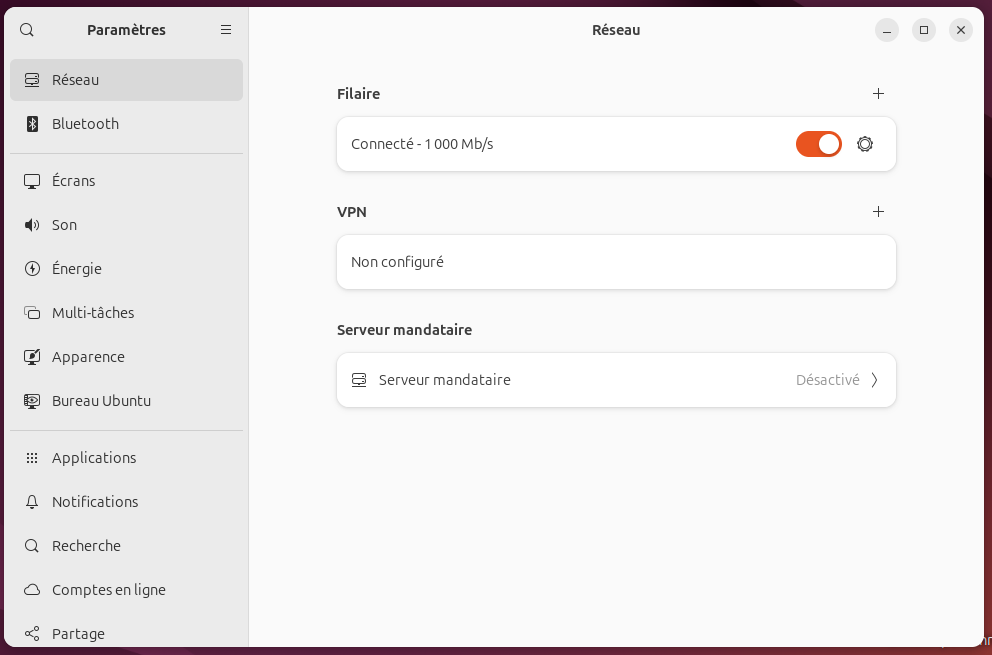 Paramètres
Réseau
Bluetooth
Écrans
Son
Énergie
Multi-tâches
Apparence
Bureau Ubuntu
Applications
Notifications
Recherche
Comptes en ligne
Partage
Réseau
Filaire
Connecté - 1 000 Mb/s
VPN
Non configuré
Serveur mandataire
Serveur mandataire Désactivé